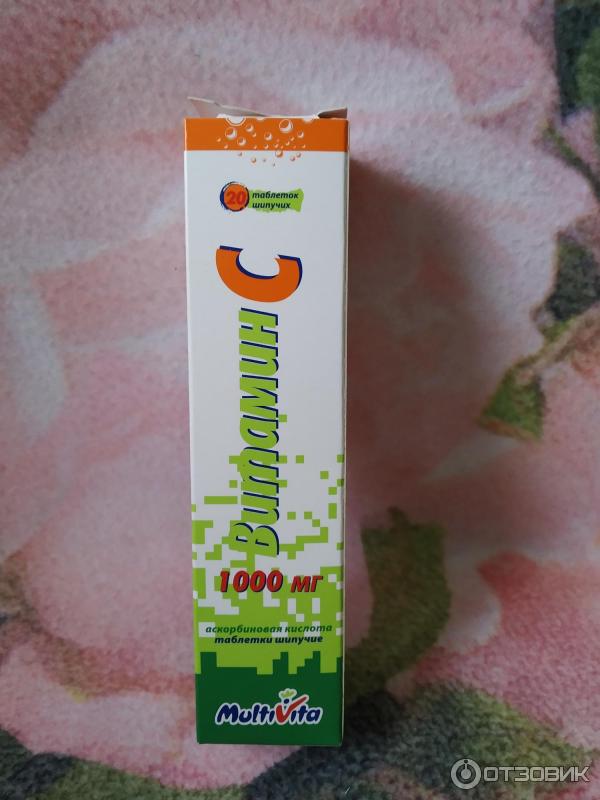 20 таблеток
шипучих
Витамин C
1000 мг
аскорбиновая кислота
таблетки шипучие
MultiVita
ОТЗОВИК